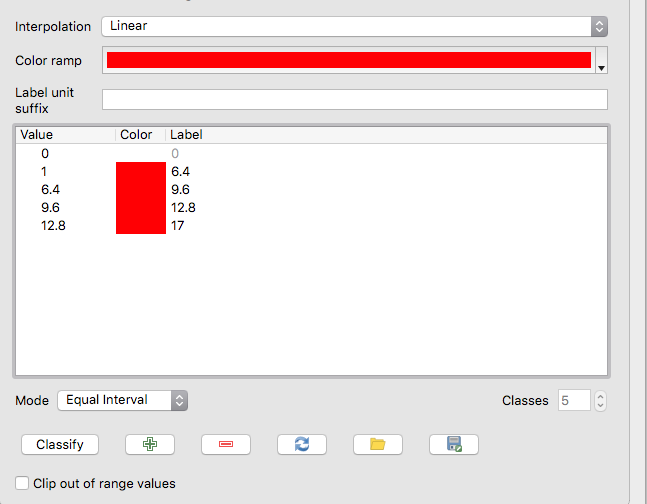 Interpolation Linear
Color ramp
Label unit
suffix
Value Color Label
0 0
1 6.4
6.4 9.6
9.6 12.8
12.8 17
Mode Equal Interval Classes 5
Classify
Clip out of range values